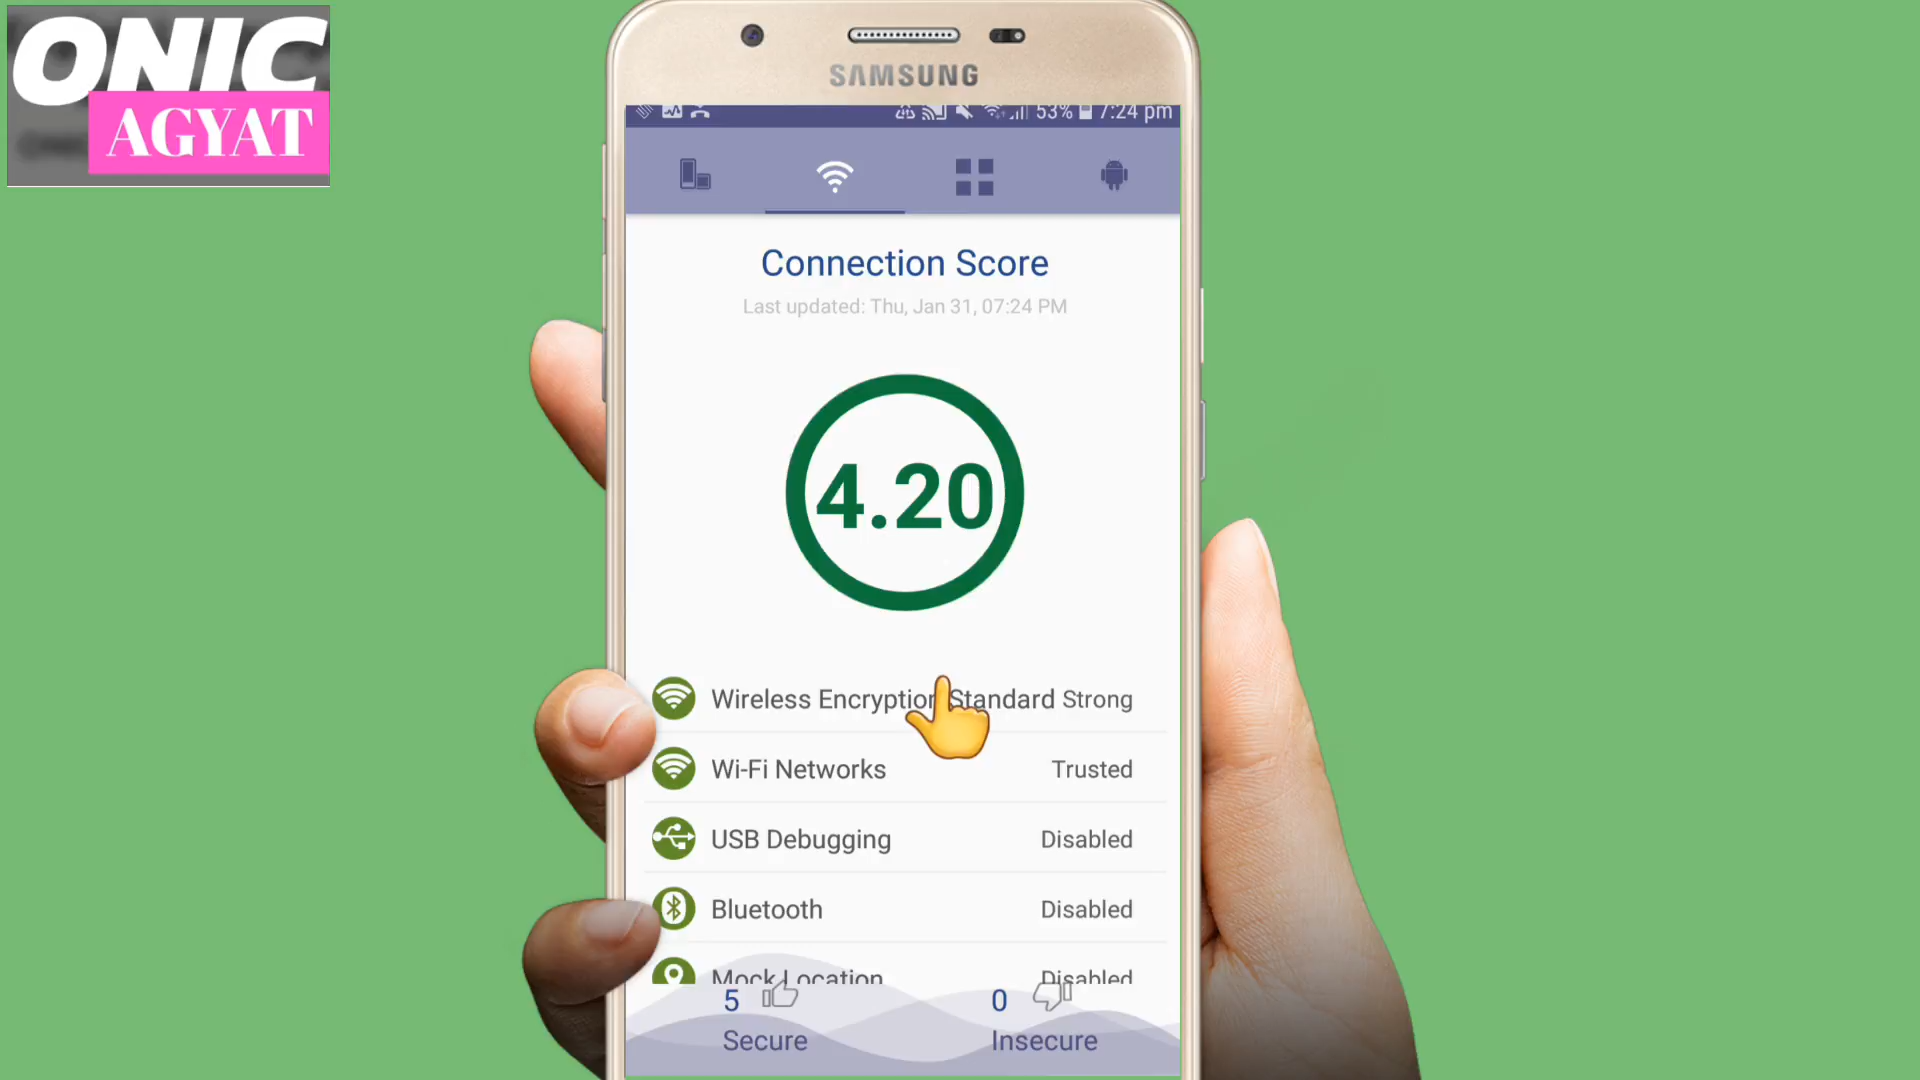 ONIC
AGYAT
SAMSUNG
53% 7:24 pm
Connection Score
Last updated: Thu, Jan 31, 07:24 PM
4.20
Wireless Encryption Standard Strong
Wi-Fi Networks Trusted
USB Debugging Disabled
Bluetooth Disabled
Mock Location Disabled
5 0
Secure Insecure